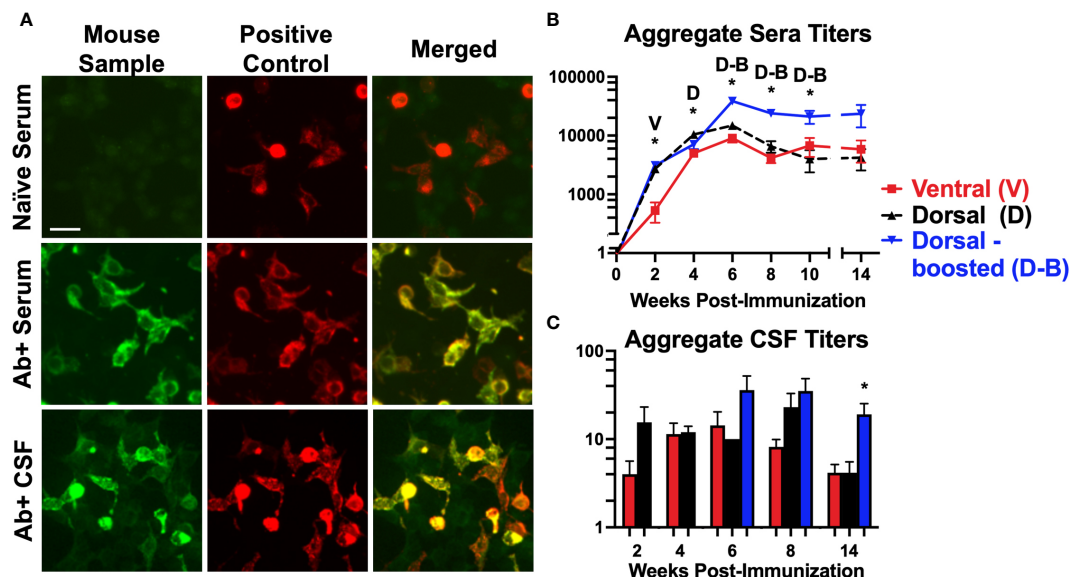 A
Mouse Sample
Positive Control
Merged
Naïve Serum
Ab+ Serum
Ab+ CSF
B
Aggregate Sera Titers
100000
10000
1000
1
V
*
D
*
D-B
*
D-B
*
D-B
*
0 2 4 6 8 10 14
Weeks Post-Immunization
Ventral (V)
Dorsal (D)
Dorsal -
boosted (D-B)
C
Aggregate CSF Titers
100
10
1
*
2 4 6 8 14
Weeks Post-Immunization